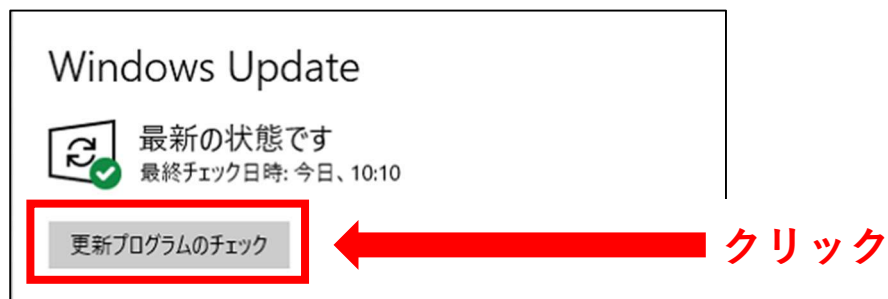 Windows Update
最新の状態です
最終チェック日時: 今日、10:10
更新プログラムのチェック
クリック